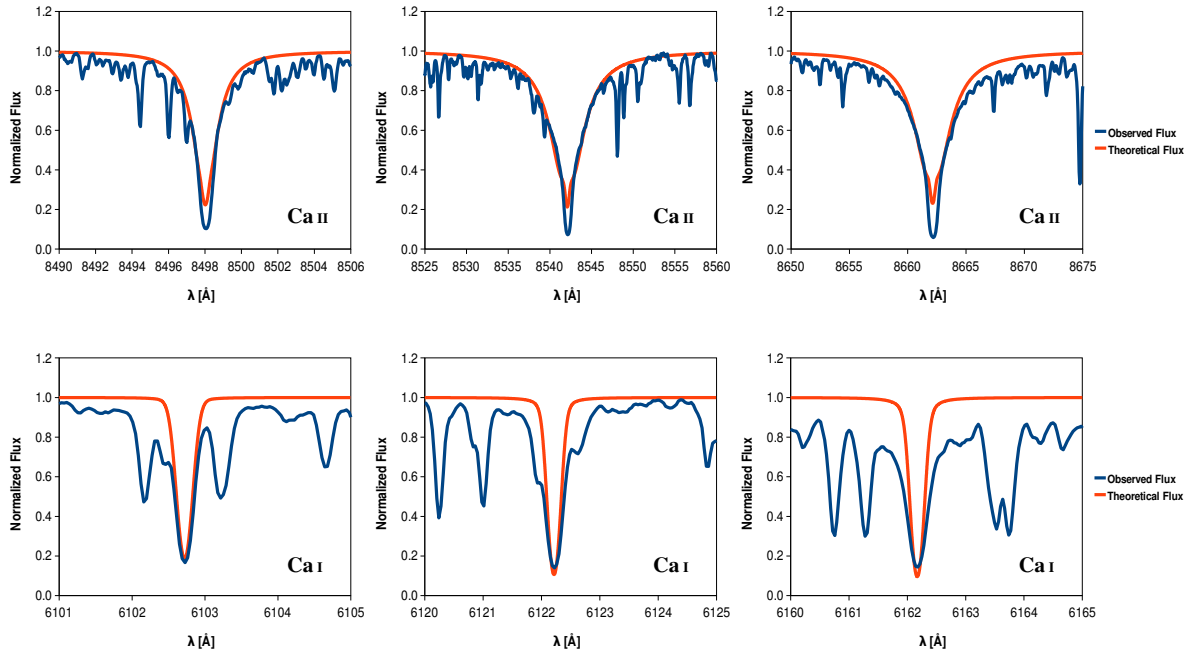 1.2
1.0
0.8
0.6
0.4
0.2
0.0
Normalized Flux
Ca II
8490 8492 8494 8496 8498 8500 8502 8504 8506
λ [Å]
1.2
1.0
0.8
0.6
0.4
0.2
0.0
Normalized Flux
Ca II
8525 8530 8535 8540 8545 8550 8555 8560
λ [Å]
1.2
1.0
0.8
0.6
0.4
0.2
0.0
Normalized Flux
Ca II
8650 8655 8660 8665 8670 8675
λ [Å]
Observed Flux
Theoretical Flux
1.2
1.0
0.8
0.6
0.4
0.2
0.0
Normalized Flux
Ca I
6101 6102 6103 6104 6105
λ [Å]
1.2
1.0
0.8
0.6
0.4
0.2
0.0
Normalized Flux
Ca I
6120 6121 6122 6123 6124 6125
λ [Å]
1.2
1.0
0.8
0.6
0.4
0.2
0.0
Normalized Flux
Ca I
6160 6161 6162 6163 6164 6165
λ [Å]
Observed Flux
Theoretical Flux